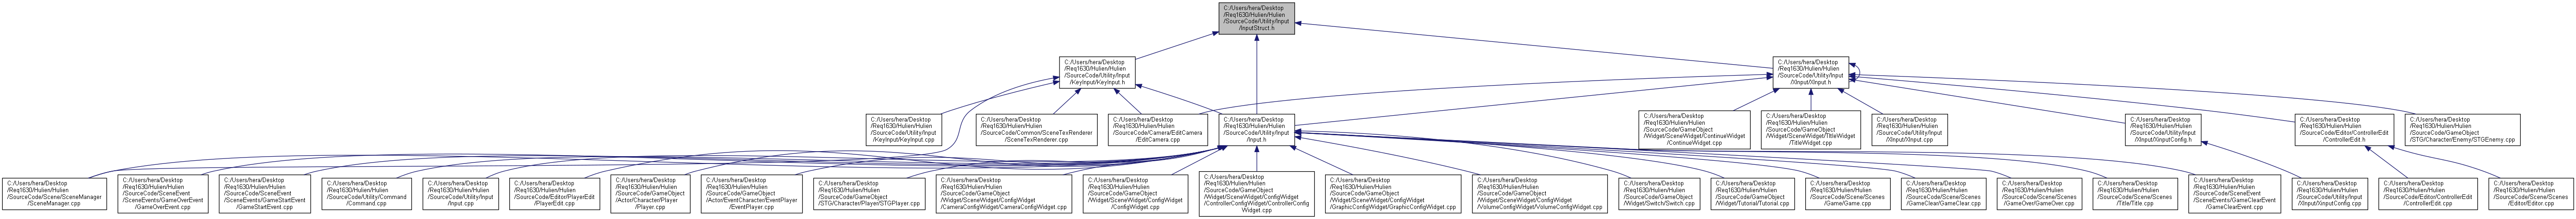 C:/Users/hera/Desktop
/Req1630/Hulien/Hulien
/SourceCode/Utility/Input
/InputStruct.h
C:/Users/hera/Desktop
/Req1630/Hulien/Hulien
/SourceCode/Utility/Input
/KeyInput/KeyInput.h
C:/Users/hera/Desktop
/Req1630/Hulien/Hulien
/SourceCode/Utility/Input
/XInput/XInput.h
C:/Users/hera/Desktop
/Req1630/Hulien/Hulien
/SourceCode/Utility/Input
/KeyInput/KeyInput.cpp
C:/Users/hera/Desktop
/Req1630/Hulien/Hulien
/SourceCode/Common/SceneTexRenderer
/SceneTexRenderer.cpp
C:/Users/hera/Desktop
/Req1630/Hulien/Hulien
/SourceCode/Camera/EditCamera
/EditCamera.cpp
C:/Users/hera/Desktop
/Req1630/Hulien/Hulien
/SourceCode/Utility/Input
/Input.h
C:/Users/hera/Desktop
/Req1630/Hulien/Hulien
/SourceCode/GameObject
/Widget/SceneWidget/ContinueWidget
/ContinueWidget.cpp
C:/Users/hera/Desktop
/Req1630/Hulien/Hulien
/SourceCode/GameObject
/Widget/SceneWidget/TitleWidget
/TitleWidget.cpp
C:/Users/hera/Desktop
/Req1630/Hulien/Hulien
/SourceCode/Utility/Input
/XInput/XInput.cpp
C:/Users/hera/Desktop
/Req1630/Hulien/Hulien
/SourceCode/Utility/Input
/XInput/XInputConfig.h
C:/Users/hera/Desktop
/Req1630/Hulien/Hulien
/SourceCode/Editor/ControllerEdit
/ControllerEdit.h
C:/Users/hera/Desktop
/Req1630/Hulien/Hulien
/SourceCode/GameObject
/STG/Character/Enemy/STGEnemy.cpp
C:/Users/hera/Desktop
/Req1630/Hulien/Hulien
/SourceCode/Scene/SceneManager
/SceneManager.cpp
C:/Users/hera/Desktop
/Req1630/Hulien/Hulien
/SourceCode/SceneEvent
/SceneEvents/GameOverEvent
/GameOverEvent.cpp
C:/Users/hera/Desktop
/Req1630/Hulien/Hulien
/SourceCode/SceneEvent
/SceneEvents/GameStartEvent
/GameStartEvent.cpp
C:/Users/hera/Desktop
/Req1630/Hulien/Hulien
/SourceCode/Utility/Command
/Command.cpp
C:/Users/hera/Desktop
/Req1630/Hulien/Hulien
/SourceCode/Utility/Input
/Input.cpp
C:/Users/hera/Desktop
/Req1630/Hulien/Hulien
/SourceCode/Editor/PlayerEdit
/PlayerEdit.cpp
C:/Users/hera/Desktop
/Req1630/Hulien/Hulien
/SourceCode/GameObject
/Actor/Character/Player
/Player.cpp
C:/Users/hera/Desktop
/Req1630/Hulien/Hulien
/SourceCode/GameObject
/Actor/EventCharacter/EventPlayer
/EventPlayer.cpp
C:/Users/hera/Desktop
/Req1630/Hulien/Hulien
/SourceCode/GameObject
/STG/Character/Player/STGPlayer.cpp
C:/Users/hera/Desktop
/Req1630/Hulien/Hulien
/SourceCode/GameObject
/Widget/SceneWidget/ConfigWidget
/CameraConfigWidget/CameraConfigWidget.cpp
C:/Users/hera/Desktop
/Req1630/Hulien/Hulien
/SourceCode/GameObject
/Widget/SceneWidget/ConfigWidget
/ConfigWidget.cpp
C:/Users/hera/Desktop
/Req1630/Hulien/Hulien
/SourceCode/GameObject
/Widget/SceneWidget/ConfigWidget
/ControllerConfigWidget/ControllerConfig
Widget.cpp
C:/Users/hera/Desktop
/Req1630/Hulien/Hulien
/SourceCode/GameObject
/Widget/SceneWidget/ConfigWidget
/GraphicConfigWidget/GraphicConfigWidget.cpp
C:/Users/hera/Desktop
/Req1630/Hulien/Hulien
/SourceCode/GameObject
/Widget/SceneWidget/ConfigWidget
/VolumeConfigWidget/VolumeConfigWidget.cpp
C:/Users/hera/Desktop
/Req1630/Hulien/Hulien
/SourceCode/GameObject
/Widget/Switch/Switch.cpp
C:/Users/hera/Desktop
/Req1630/Hulien/Hulien
/SourceCode/GameObject
/Widget/Tutorial/Tutorial.cpp
C:/Users/hera/Desktop
/Req1630/Hulien/Hulien
/SourceCode/Scene/Scenes
/Game/Game.cpp
C:/Users/hera/Desktop
/Req1630/Hulien/Hulien
/SourceCode/Scene/Scenes
/GameClear/GameClear.cpp
C:/Users/hera/Desktop
/Req1630/Hulien/Hulien
/SourceCode/Scene/Scenes
/GameOver/GameOver.cpp
C:/Users/hera/Desktop
/Req1630/Hulien/Hulien
/SourceCode/Scene/Scenes
/Title/Title.cpp
C:/Users/hera/Desktop
/Req1630/Hulien/Hulien
/SourceCode/SceneEvent
/SceneEvents/GameClearEvent
/GameClearEvent.cpp
C:/Users/hera/Desktop
/Req1630/Hulien/Hulien
/SourceCode/Utility/Input
/XInput/XInputConfig.cpp
C:/Users/hera/Desktop
/Req1630/Hulien/Hulien
/SourceCode/Editor/ControllerEdit
/ControllerEdit.cpp
C:/Users/hera/Desktop
/Req1630/Hulien/Hulien
/SourceCode/Scene/Scenes
/Editor/Editor.cpp